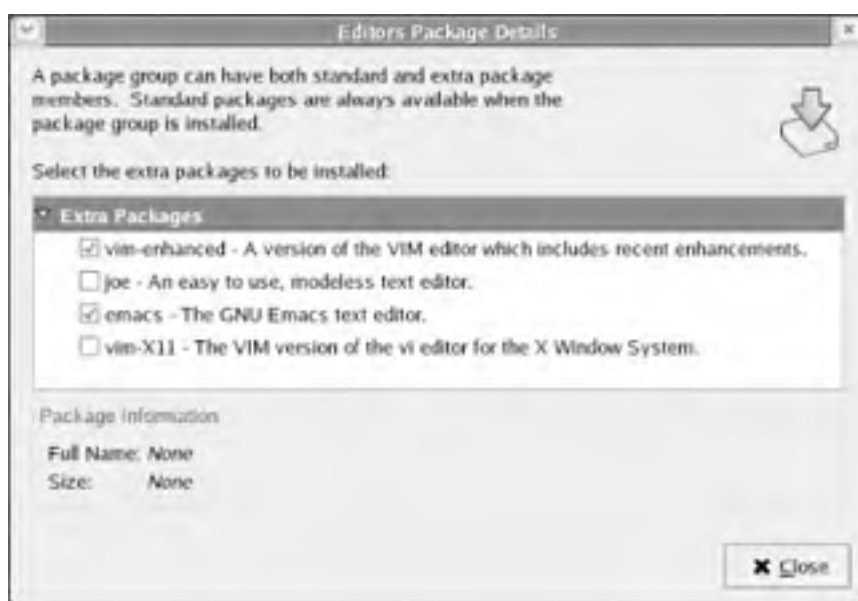 Editors Package Details
A package group can have both standard and extra package
members. Standard packages are always available when the
package group is installed.
Select the extra packages to be installed:
Extra Packages
vim-enhanced - A version of the VIM editor which includes recent enhancements.
joe - An easy to use, modeless text editor.
emacs - The GNU Emacs text editor.
vim-X11 - The VIM version of the vi editor for the X Window System.
Package Information
Full Name: None
Size: None
Close